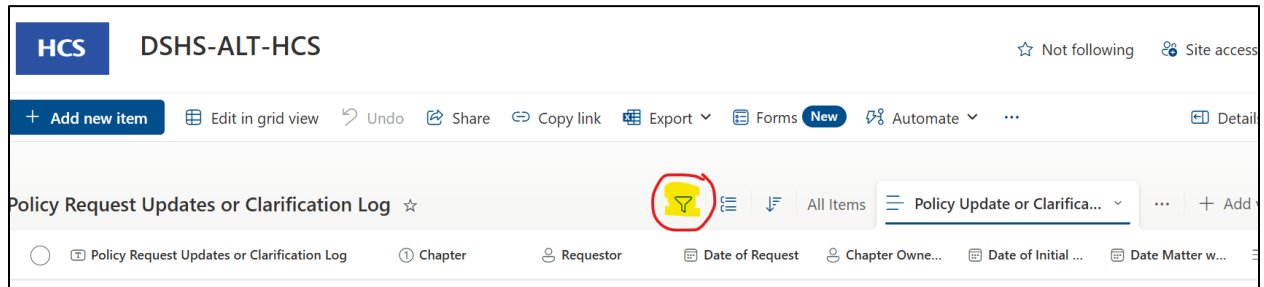 HCS DSHS-ALT-HCS Not following Site access
+ Add new item Edit in grid view Undo Share Copy link Export Forms New Automate ... Details
Policy Request Updates or Clarification Log All Items Policy Update or Clarifica... ... + Add
Policy Request Updates or Clarification Log 1 Chapter Requestor Date of Request Chapter Owne... Date of Initial ... Date Matter w...